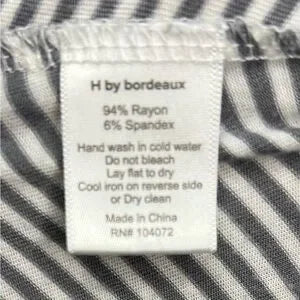 H by bordeaux
94% Rayon
6% Spandex
Hand wash in cold water
Do not bleach
Lay flat to dry
Cool iron on reverse side
or Dry clean
Made in China
RN# 104072